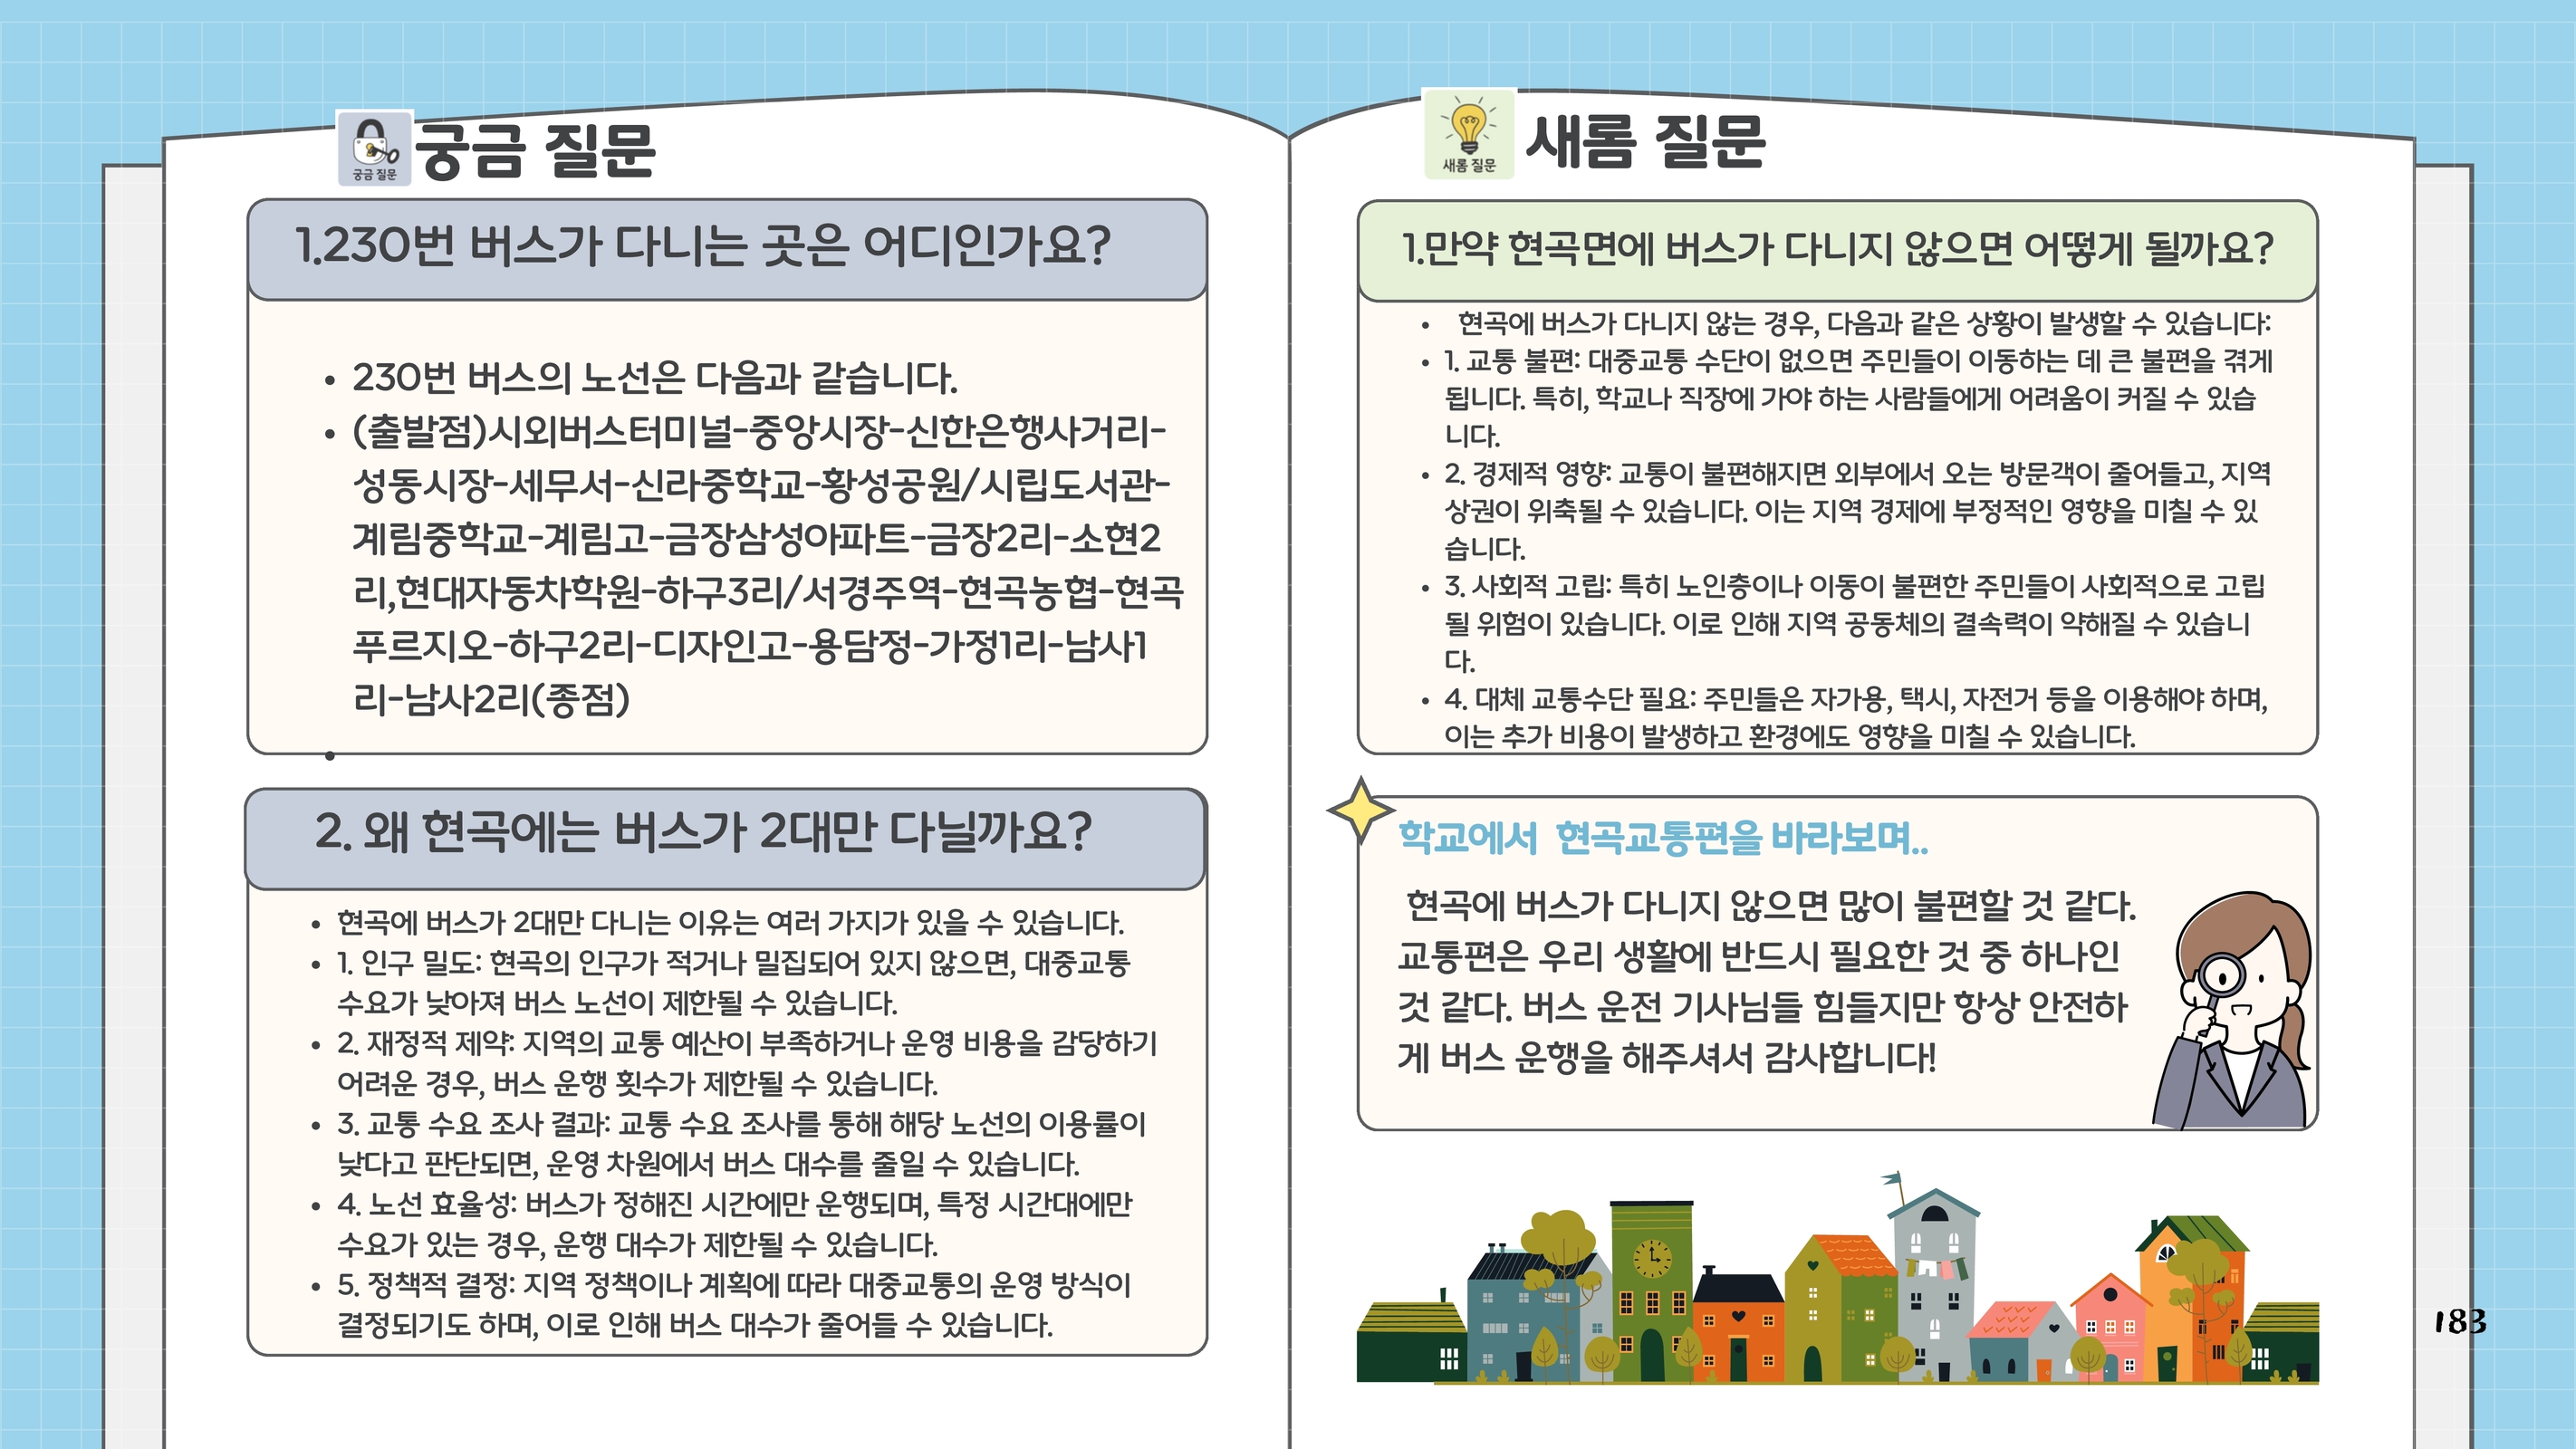 궁금 질문
궁금 질문
1.230번 버스가 다니는 곳은 어디인가요?
• 230번 버스의 노선은 다음과 같습니다.
• (출발점)시외버스터미널-중앙시장-신한은행사거리-
성동시장-세무서-신라중학교-황성공원/시립도서관-
계림중학교-계림고-금장삼성아파트-금장2리-소현2
리,현대자동차학원-하구3리/서경주역-현곡농협-현곡
푸르지오-하구2리-디자인고-용담정-가정1리-남사1
리-남사2리(종점)
•
2. 왜 현곡에는 버스가 2대만 다닐까요?
• 현곡에 버스가 2대만 다니는 이유는 여러 가지가 있을 수 있습니다.
• 1. 인구 밀도: 현곡의 인구가 적거나 밀집되어 있지 않으면, 대중교통
수요가 낮아져 버스 노선이 제한될 수 있습니다.
• 2. 재정적 제약: 지역의 교통 예산이 부족하거나 운영 비용을 감당하기
어려운 경우, 버스 운행 횟수가 제한될 수 있습니다.
• 3. 교통 수요 조사 결과: 교통 수요 조사를 통해 해당 노선의 이용률이
낮다고 판단되면, 운영 차원에서 버스 대수를 줄일 수 있습니다.
• 4. 노선 효율성: 버스가 정해진 시간에만 운행되며, 특정 시간대에만
수요가 있는 경우, 운행 대수가 제한될 수 있습니다.
• 5. 정책적 결정: 지역 정책이나 계획에 따라 대중교통의 운영 방식이
결정되기도 하며, 이로 인해 버스 대수가 줄어들 수 있습니다.
새롬 질문
새롬 질문
1.만약 현곡면에 버스가 다니지 않으면 어떻게 될까요?
• 현곡에 버스가 다니지 않는 경우, 다음과 같은 상황이 발생할 수 있습니다:
• 1. 교통 불편: 대중교통 수단이 없으면 주민들이 이동하는 데 큰 불편을 겪게
됩니다. 특히, 학교나 직장에 가야 하는 사람들에게 어려움이 커질 수 있습
니다.
• 2. 경제적 영향: 교통이 불편해지면 외부에서 오는 방문객이 줄어들고, 지역
상권이 위축될 수 있습니다. 이는 지역 경제에 부정적인 영향을 미칠 수 있
습니다.
• 3. 사회적 고립: 특히 노인층이나 이동이 불편한 주민들이 사회적으로 고립
될 위험이 있습니다. 이로 인해 지역 공동체의 결속력이 약해질 수 있습니
다.
• 4. 대체 교통수단 필요: 주민들은 자가용, 택시, 자전거 등을 이용해야 하며,
이는 추가 비용이 발생하고 환경에도 영향을 미칠 수 있습니다.
학교에서 현곡교통편을 바라보며..
현곡에 버스가 다니지 않으면 많이 불편할 것 같다.
교통편은 우리 생활에 반드시 필요한 것 중 하나인
것 같다. 버스 운전 기사님들 힘들지만 항상 안전하
게 버스 운행을 해주셔서 감사합니다!
183